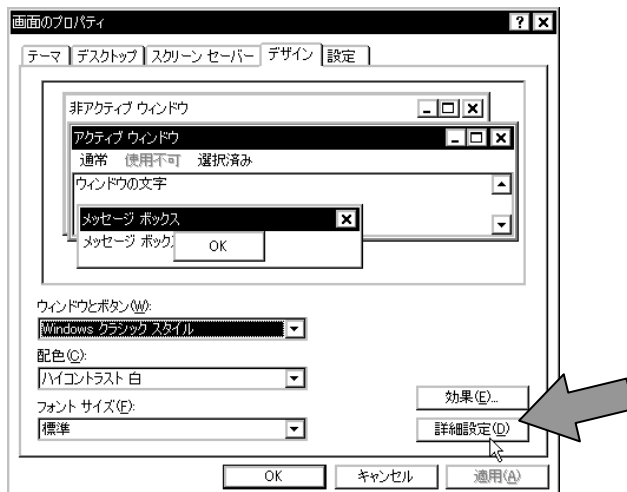 画面のプロパティ
テーマ デスクトップ スクリーン セーバー デザイン 設定
非アクティブ ウィンドウ
アクティブ ウィンドウ
通常 使用不可 選択済み
ウィンドウの文字
メッセージ ボックス
メッセージ ボック
OK
ウィンドウとボタン(W):
Windows クラシック スタイル
配色(C):
ハイコントラスト 白
効果(E)...
フォント サイズ(F):
標準
詳細設定(D)
OK キャンセル 適用(A)